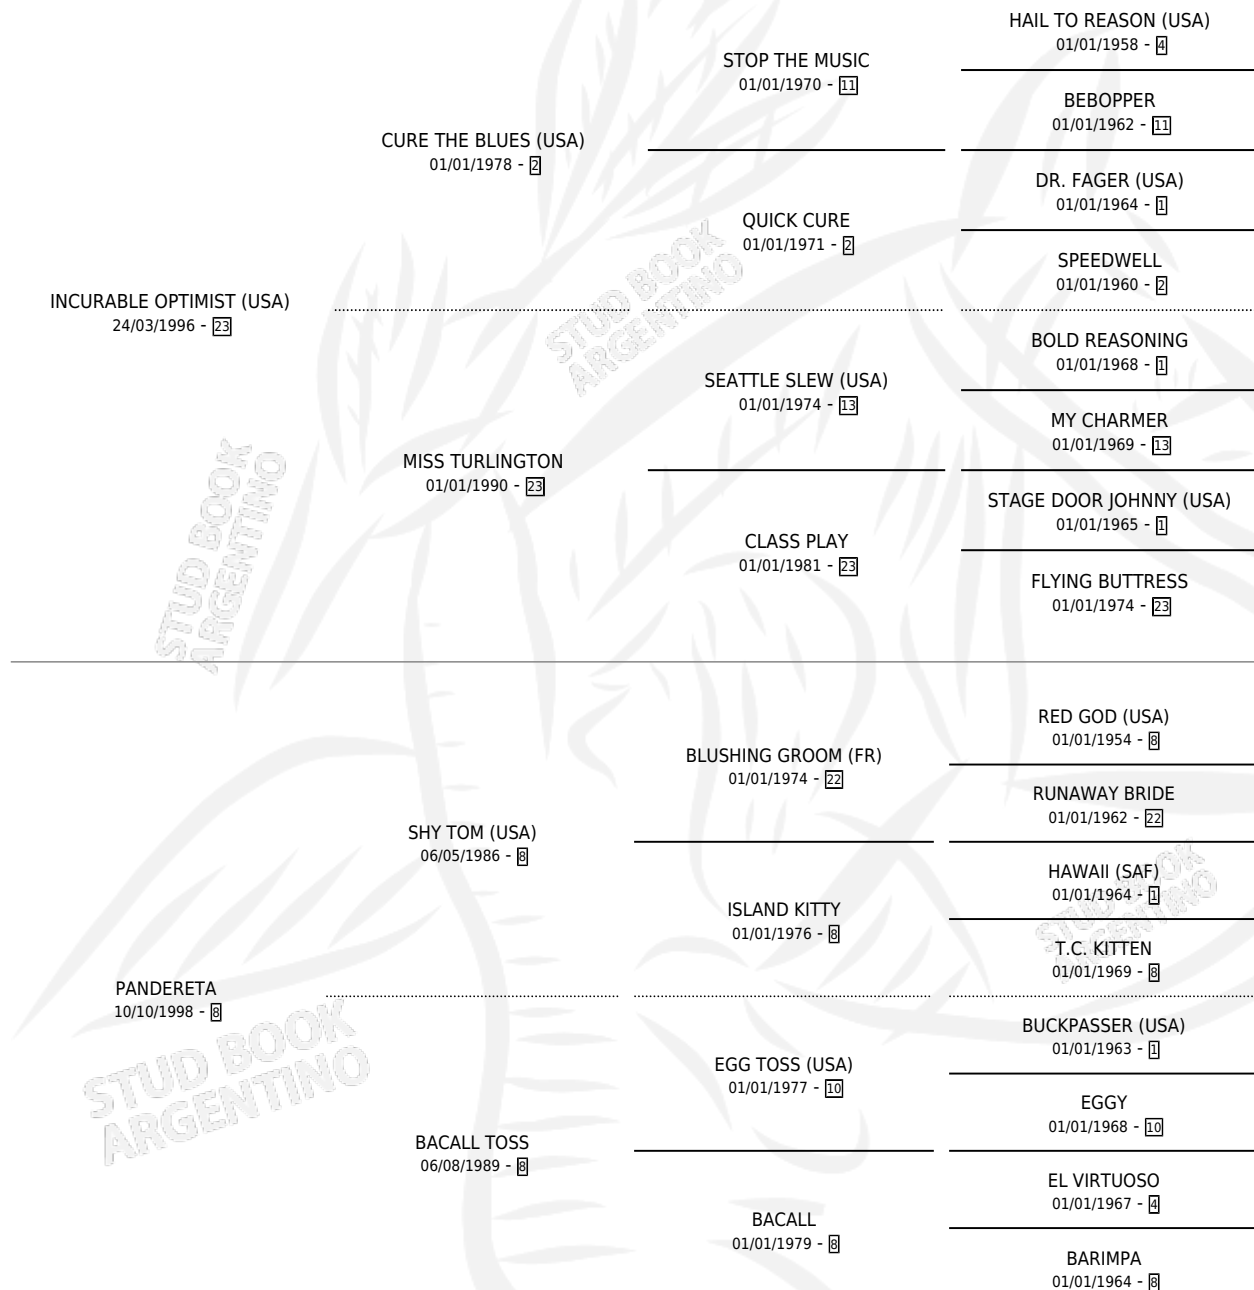 HAIL TO REASON (USA)
01/01/1958 - 4
STOP THE MUSIC
01/01/1970 - 11
BEBOPPER
01/01/1962 - 11
CURE THE BLUES (USA)
01/01/1978 - 2
DR. FAGER (USA)
01/01/1964 - 1
QUICK CURE
01/01/1971 - 2
SPEEDWELL
01/01/1960 - 2
INCURABLE OPTIMIST (USA)
24/03/1996 - 23
BOLD REASONING
01/01/1968 - 1
SEATTLE SLEW (USA)
01/01/1974 - 13
MY CHARMER
01/01/1969 - 13
MISS TURLINGTON
01/01/1990 - 23
STAGE DOOR JOHNNY (USA)
01/01/1965 - 1
CLASS PLAY
01/01/1981 - 23
FLYING BUTTRESS
01/01/1974 - 23
RED GOD (USA)
01/01/1954 - 8
BLUSHING GROOM (FR)
01/01/1974 - 22
RUNAWAY BRIDE
01/01/1962 - 22
SHY TOM (USA)
06/05/1986 - 8
HAWAII (SAF)
01/01/1964 - 1
ISLAND KITTY
01/01/1976 - 8
T.C. KITTEN
01/01/1969 - 8
PANDERETA
10/10/1998 - 8
BUCKPASSER (USA)
01/01/1963 - 1
EGG TOSS (USA)
01/01/1977 - 10
EGGY
01/01/1968 - 10
BACALL TOSS
06/08/1989 - 8
EL VIRTUOSO
01/01/1967 - 4
BACALL
01/01/1979 - 8
BARIMPA
01/01/1964 - 8
STUD BOOK
ARGENTINO
STUD BOOK
ARGENTINO
STUD BOOK
ARGENTINO
STUD BOOK
ARGENTINO